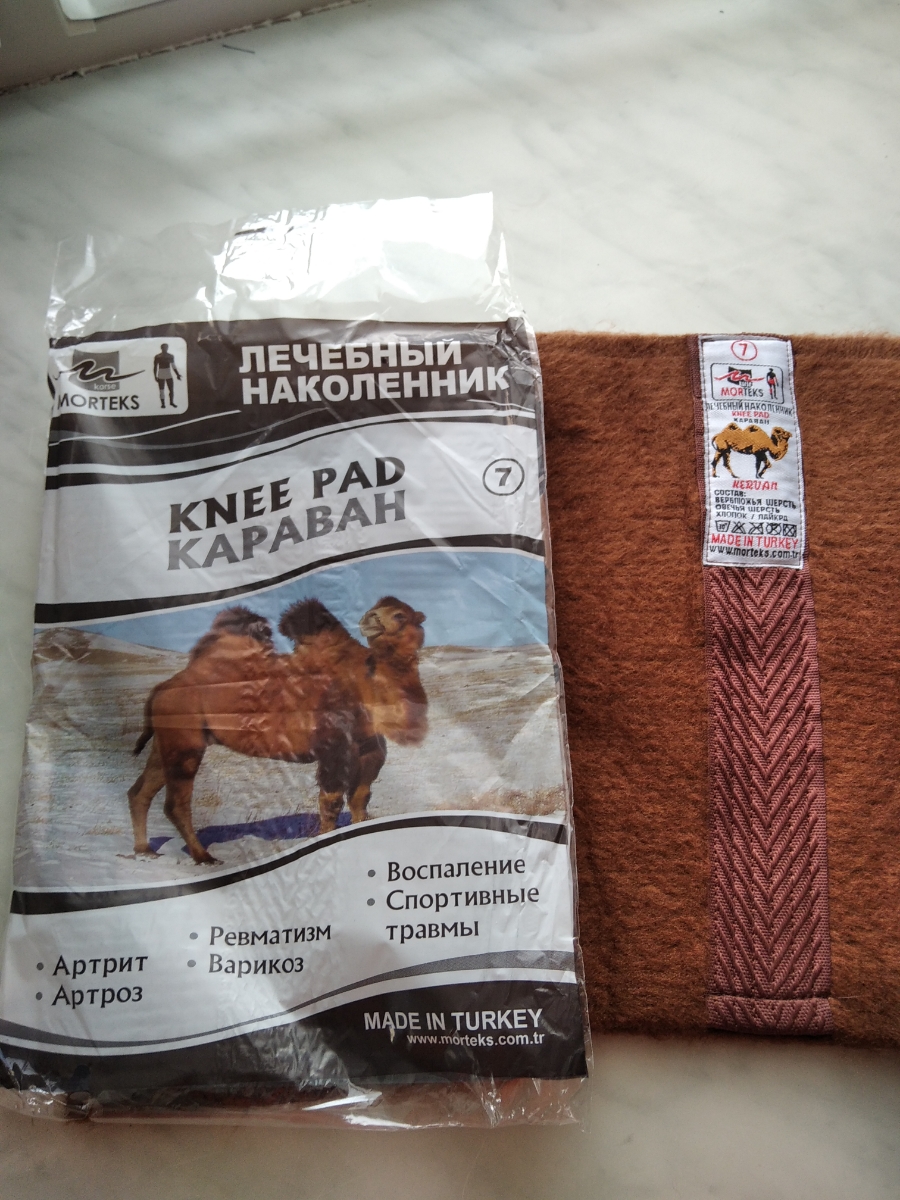 korse
MORTEKS
ЛЕЧЕБНЫЙ
НАКОЛЕННИК
KNEE PAD
КАРАВАН
7
• Воспаление
• Спортивные
травмы
• Ревматизм
• Варикоз
• Артрит
• Артроз
MADE IN TURKEY
www.morteks.com.tr
7
MORTEKS
ЛЕЧЕБНЫЙ НАКОЛЕННИК
KNEE PAD
КАРАВАН
KERVAN
СОСТАВ:
ВЕРБЛЮЖЬЯ ШЕРСТЬ
ОВЕЧЬЯ ШЕРСТЬ
ХЛОПОК / ЛАЙКРА
MADE IN TURKEY
www.morteks.com.tr